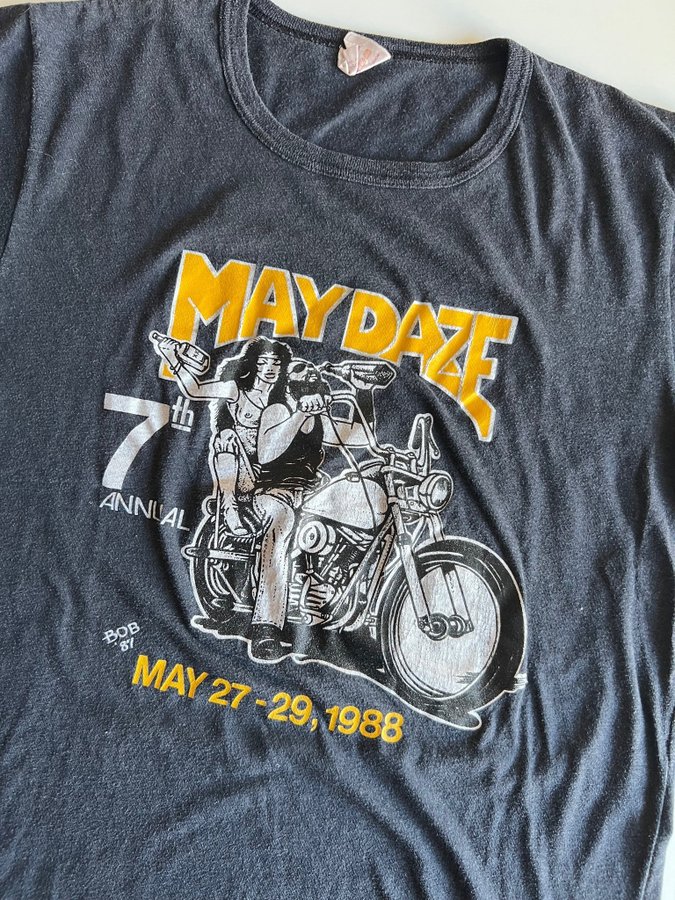 MAY DAZE
7th
ANNUAL
BOB
87
MAY 27-29, 1988